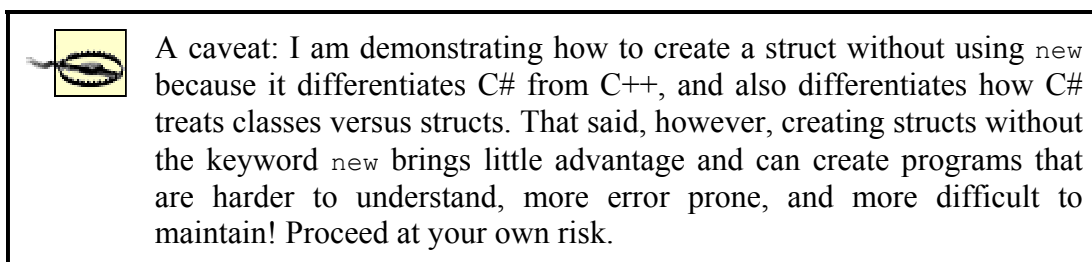 A caveat: I am demonstrating how to create a struct without using new
because it differentiates C# from C++, and also differentiates how C#
treats classes versus structs. That said, however, creating structs without
the keyword new brings little advantage and can create programs that
are harder to understand, more error prone, and more difficult to
maintain! Proceed at your own risk.